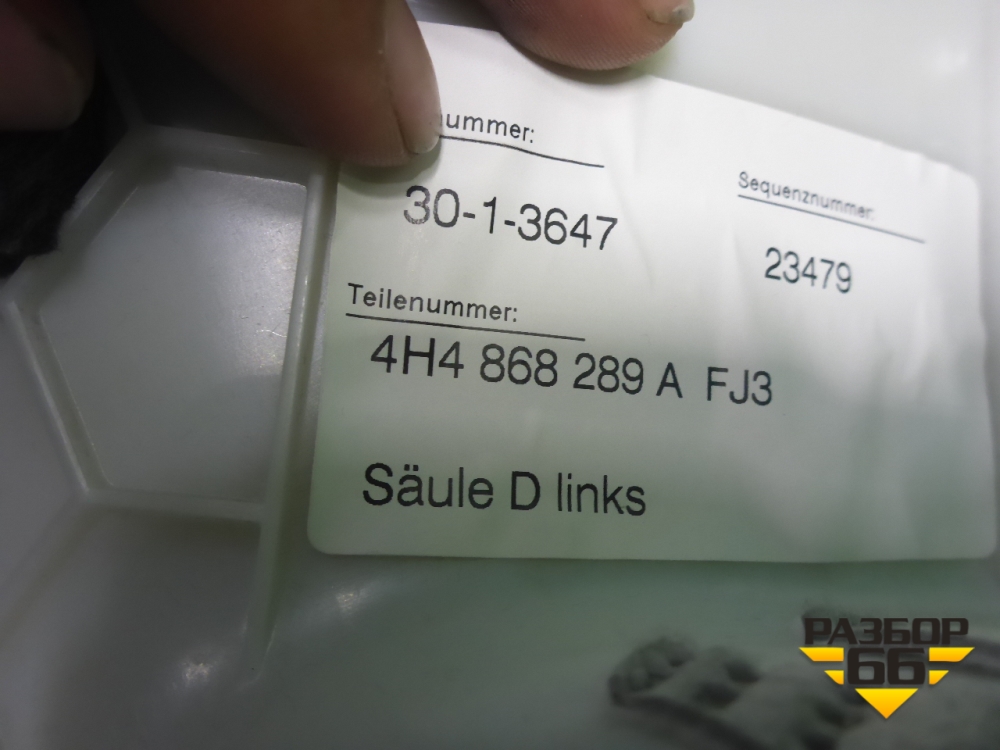 nummer:
30-1-3647
Sequenznummer:
23479
Teilenummer:
4H4 868 289 A FJ3
Säule D links
РАЗБОР
66